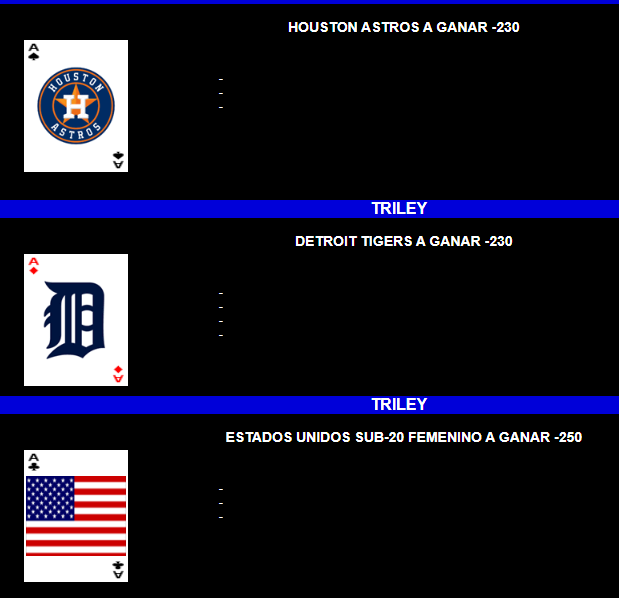 HOUSTON ASTROS A GANAR -230
A
HOUSTON
H
ASTROS
-
-
-
A
TRILEY
DETROIT TIGERS A GANAR -230
A
D
-
-
-
-
A
TRILEY
ESTADOS UNIDOS SUB-20 FEMENINO A GANAR -250
A
-
-
-
A